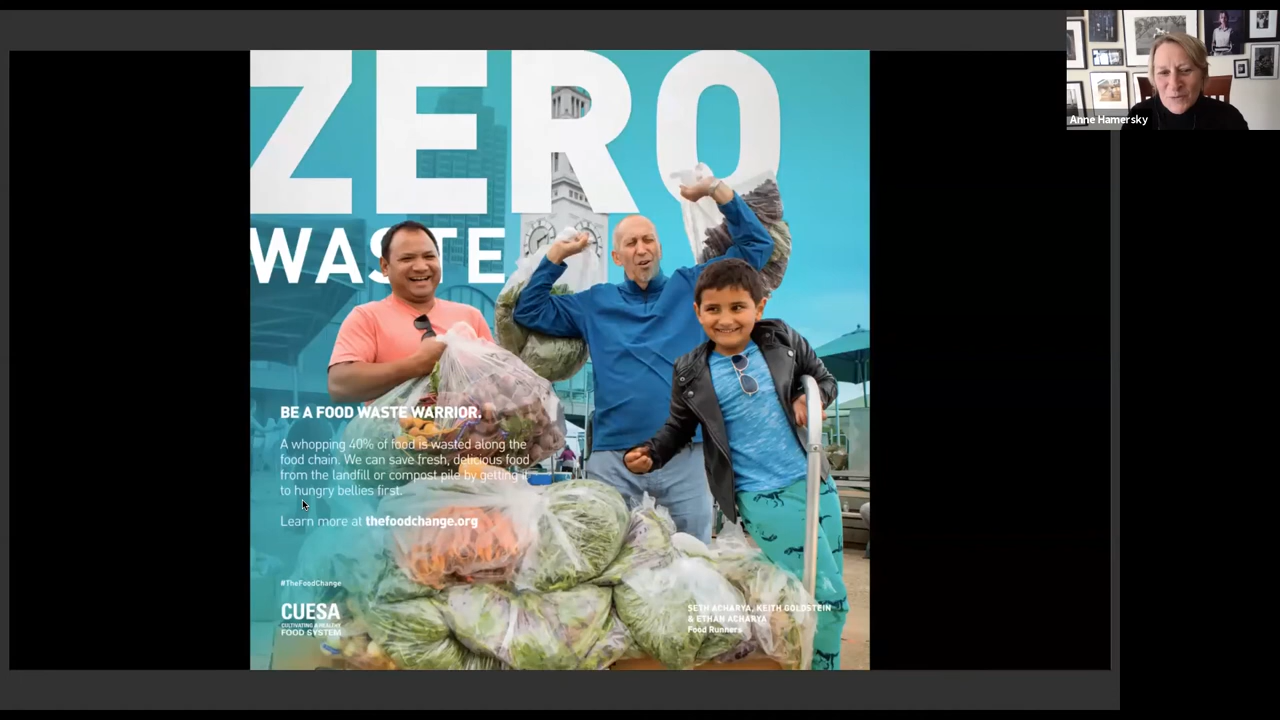 ZERO
WASTE
BE A FOOD WASTE WARRIOR.
A whopping 40% of food is wasted along the
food chain. We can save fresh, delicious food
from the landfill or compost pile by getting it
to hungry bellies first.
Learn more at thefoodchange.org
#TheFoodChange
CUESA
CULTIVATING A HEALTHY
FOOD SYSTEM
SETH ACHARYA, KEITH GOLDSTEIN
& ETHAN ACHARYA
Food Runners
Anne Hamersky